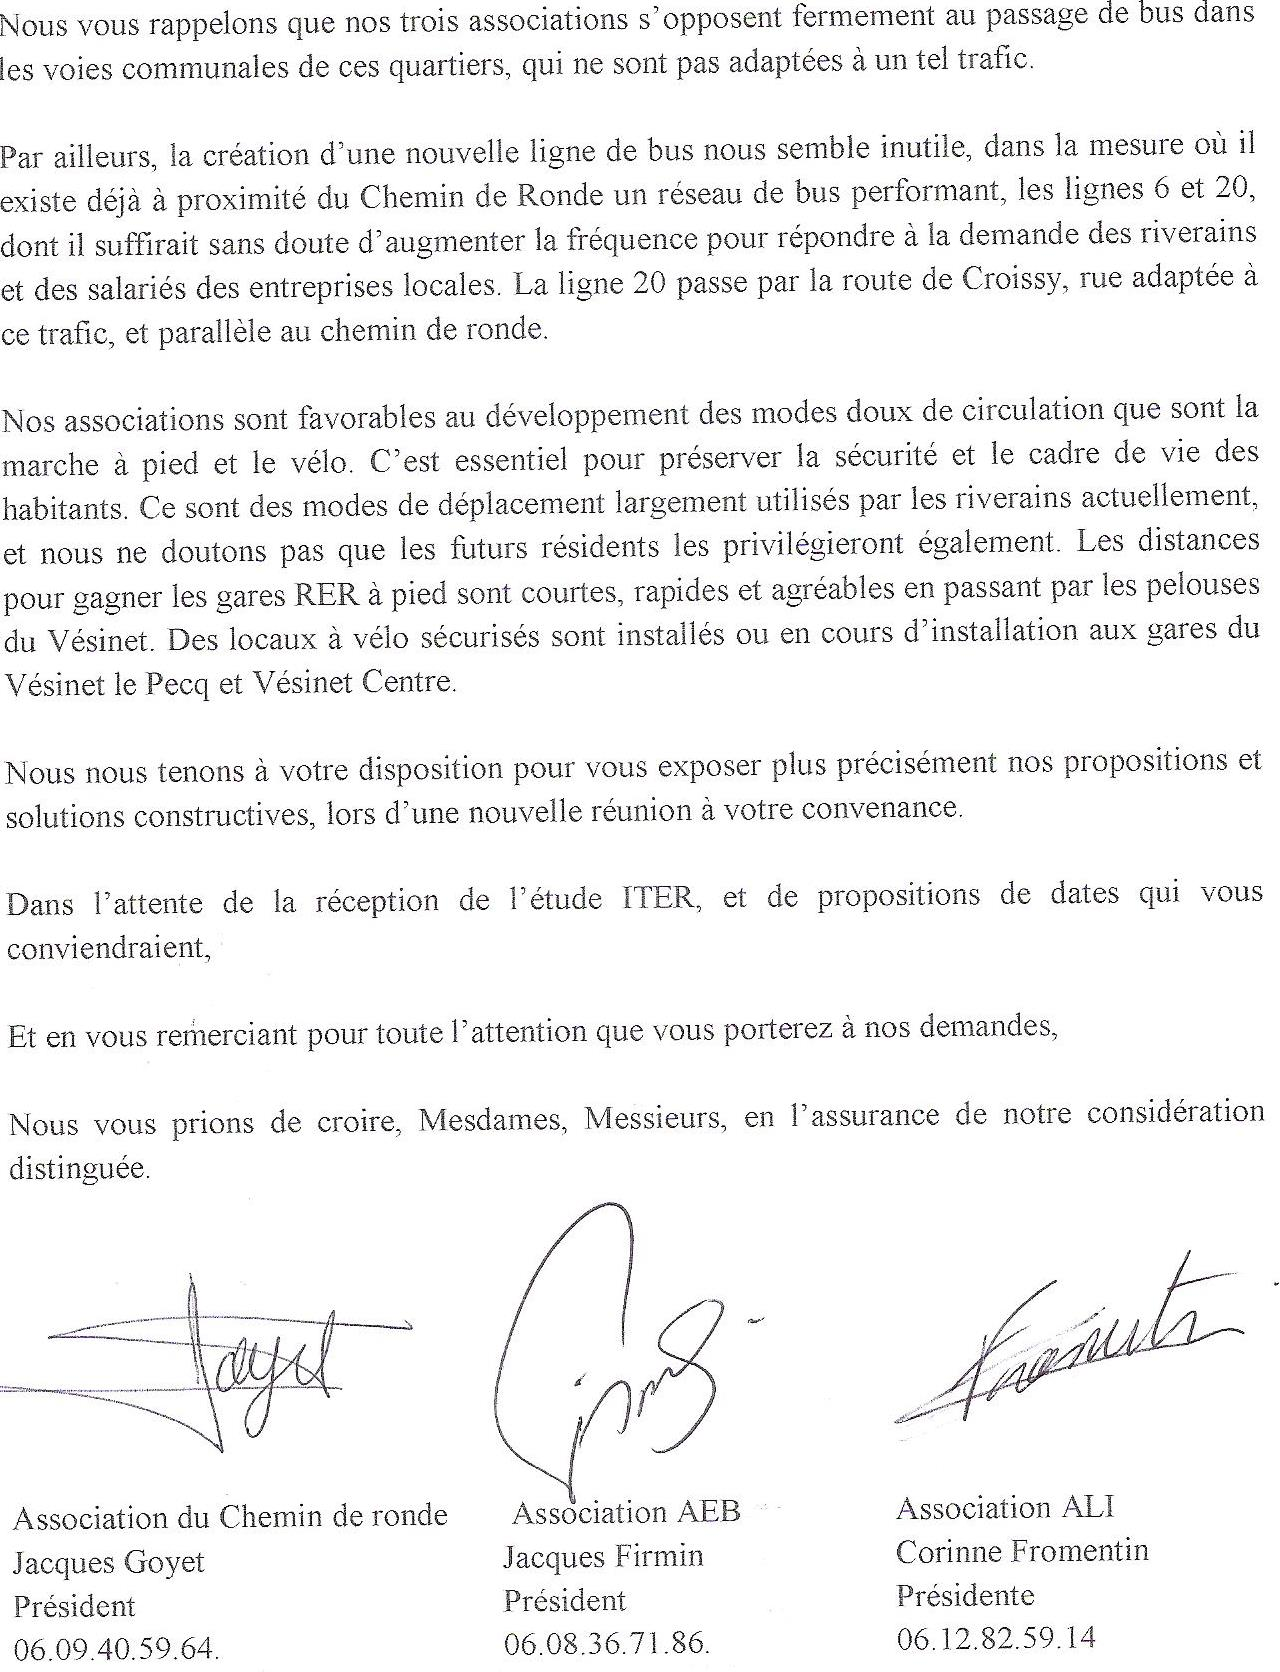 Nous vous rappelons que nos trois associations s’opposent fermement au passage de bus dans
les voies communales de ces quartiers, qui ne sont pas adaptées à un tel trafic.
Par ailleurs, la création d’une nouvelle ligne de bus nous semble inutile, dans la mesure où il
existe déjà à proximité du Chemin de Ronde un réseau de bus performant, les lignes 6 et 20,
dont il suffirait sans doute d’augmenter la fréquence pour répondre à la demande des riverains
et des salariés des entreprises locales. La ligne 20 passe par la route de Croissy, rue adaptée à
ce trafic, et parallèle au chemin de ronde.
Nos associations sont favorables au développement des modes doux de circulation que sont la
marche à pied et le vélo. C’est essentiel pour préserver la sécurité et le cadre de vie des
habitants. Ce sont des modes de déplacement largement utilisés par les riverains actuellement,
et nous ne doutons pas que les futurs résidents les privilégieront également. Les distances
pour gagner les gares RER à pied sont courtes, rapides et agréables en passant par les pelouses
du Vésinet. Des locaux à vélo sécurisés sont installés ou en cours d’installation aux gares du
Vésinet le Pecq et Vésinet Centre.
Nous nous tenons à votre disposition pour vous exposer plus précisément nos propositions et
solutions constructives, lors d’une nouvelle réunion à votre convenance.
Dans l’attente de la réception de l’étude ITER, et de propositions de dates qui vous
conviendraient,
Et en vous remerciant pour toute l’attention que vous porterez à nos demandes,
Nous vous prions de croire, Mesdames, Messieurs, en l’assurance de notre considération
distinguée.
Association du Chemin de ronde
Jacques Goyet
Président
06.09.40.59.64.
Association AEB
Jacques Firmin
Président
06.08.36.71.86.
Association ALI
Corinne Fromentin
Présidente
06.12.82.59.14